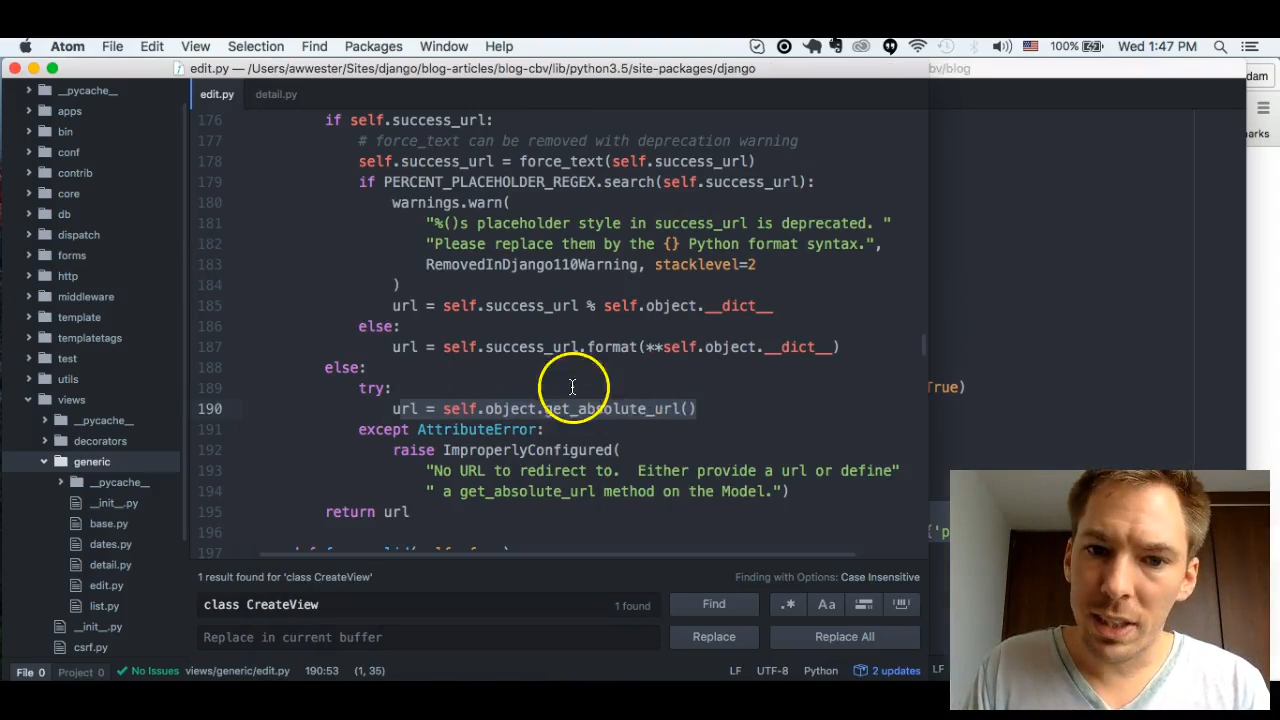 Atom File Edit View Selection Find Packages Window Help 100% Wed 1:47 PM
edit.py — /Users/awwester/Sites/django/blog-articles/blog-cbv/lib/python3.5/site-packages/django
bv/blog
dam
marks
edit.py detail.py
__pycache__
apps
bin
conf
contrib
core
db
dispatch
forms
http
middleware
template
templatetags
test
utils
views
__pycache__
decorators
generic
__pycache__
__init__.py
base.py
dates.py
detail.py
edit.py
list.py
__init__.py
csrf.py
176 if self.success_url:
177 # force_text can be removed with deprecation warning
178 self.success_url = force_text(self.success_url)
179 if PERCENT_PLACEHOLDER_REGEX.search(self.success_url):
180 warnings.warn(
181 "%()s placeholder style in success_url is deprecated. "
182 "Please replace them by the {} Python format syntax.",
183 RemovedInDjango110Warning, stacklevel=2
184 )
185 url = self.success_url % self.object.__dict__
186 else:
187 url = self.success_url.format(**self.object.__dict__)
188 else:
189 try:
190 url = self.object.get_absolute_url()
191 except AttributeError:
192 raise ImproperlyConfigured(
193 "No URL to redirect to.  Either provide a url or define"
194 " a get_absolute_url method on the Model.")
195 return url
196
197
True)
{'p
1 result found for 'class CreateView' Finding with Options: Case Insensitive
class CreateView 1 found Find .* Aa
Replace in current buffer Replace Replace All
File 0 Project 0 No Issues views/generic/edit.py 190:53 (1, 35) LF UTF-8 Python 2 updates LF